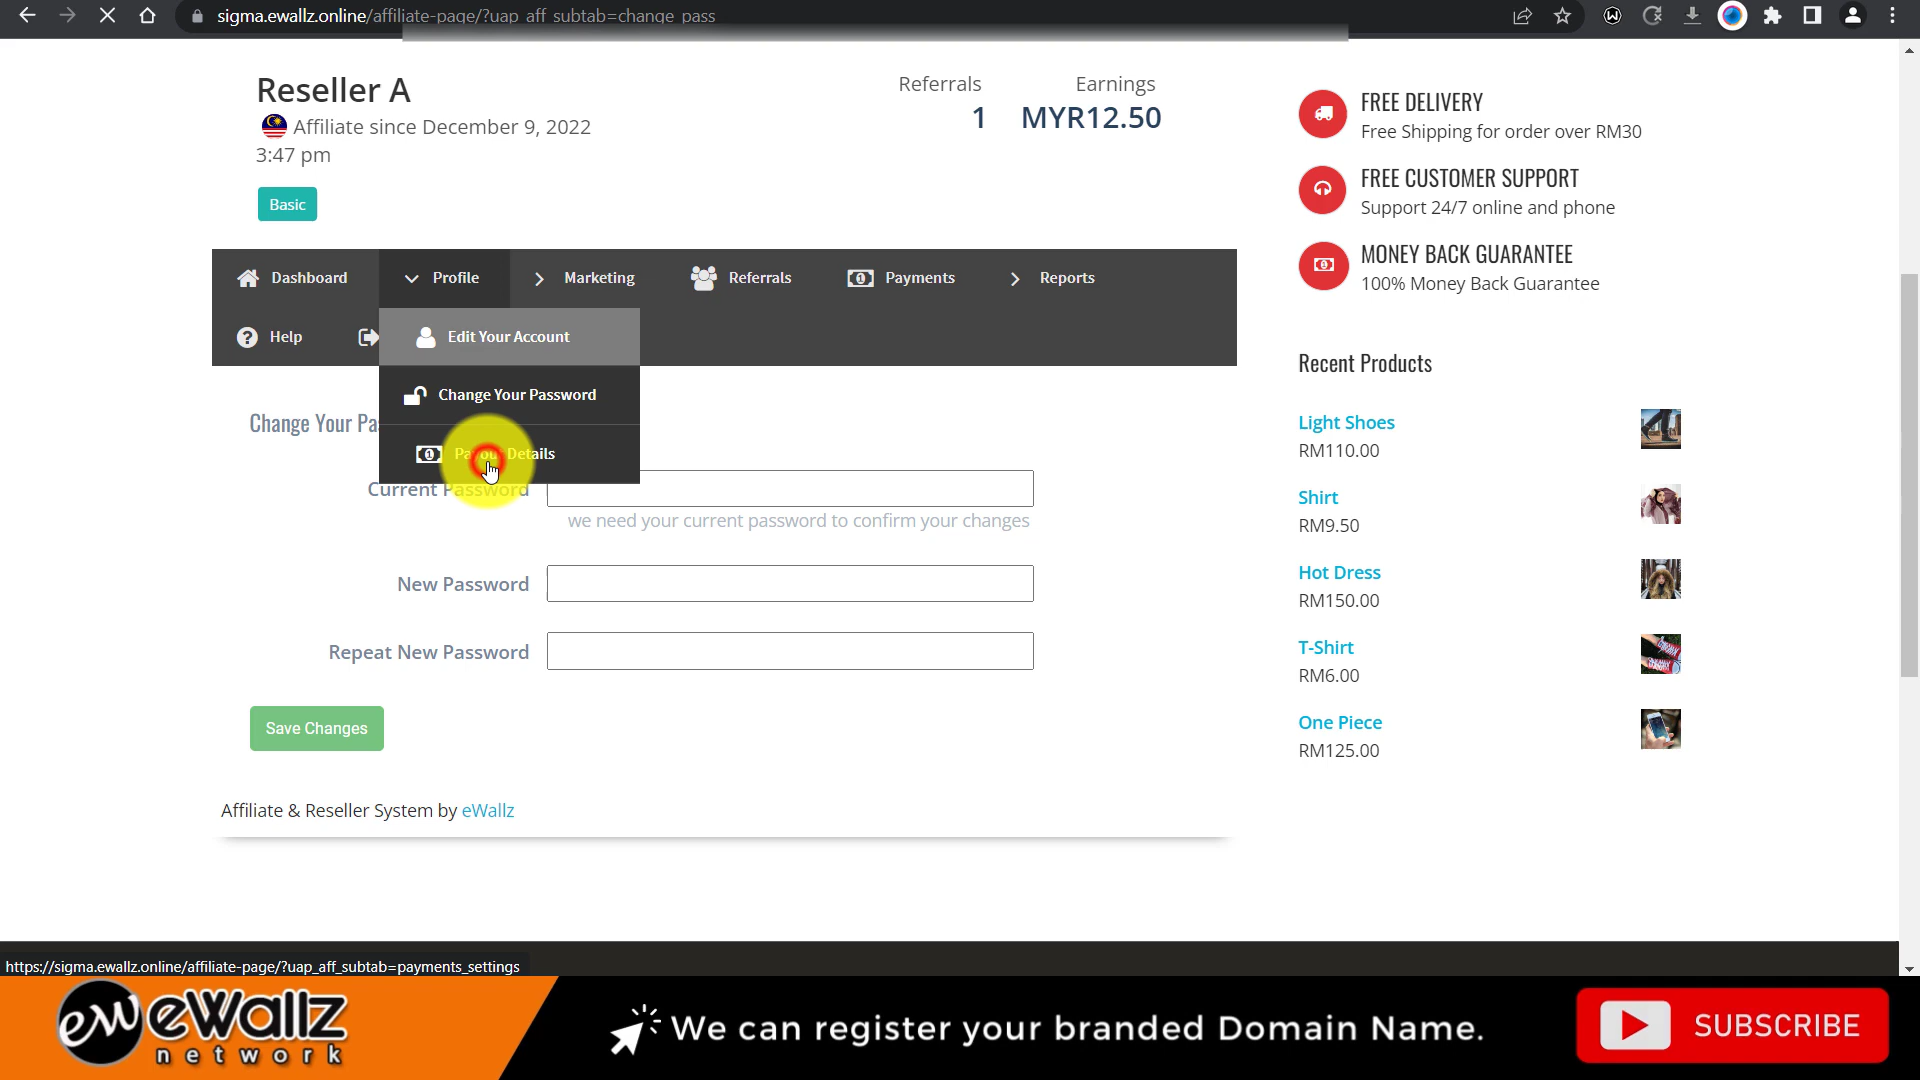 sigma.ewallz.online/affiliate-page/?uap_aff_subtab=change_pass
Reseller A
Affiliate since December 9, 2022
3:47 pm
Basic
Referrals
1
Earnings
MYR12.50
Dashboard
Profile
Marketing
Referrals
Payments
Reports
Help
Edit Your Account
Change Your Password
Payout Details
Change Your Pa
Current Password
we need your current password to confirm your changes
New Password
Repeat New Password
Save Changes
Affiliate & Reseller System by eWallz
FREE DELIVERY
Free Shipping for order over RM30
FREE CUSTOMER SUPPORT
Support 24/7 online and phone
MONEY BACK GUARANTEE
100% Money Back Guarantee
Recent Products
Light Shoes
RM110.00
Shirt
RM9.50
Hot Dress
RM150.00
T-Shirt
RM6.00
One Piece
RM125.00
https://sigma.ewallz.online/affiliate-page/?uap_aff_subtab=payments_settings
ew eWallz
network
We can register your branded Domain Name.
SUBSCRIBE